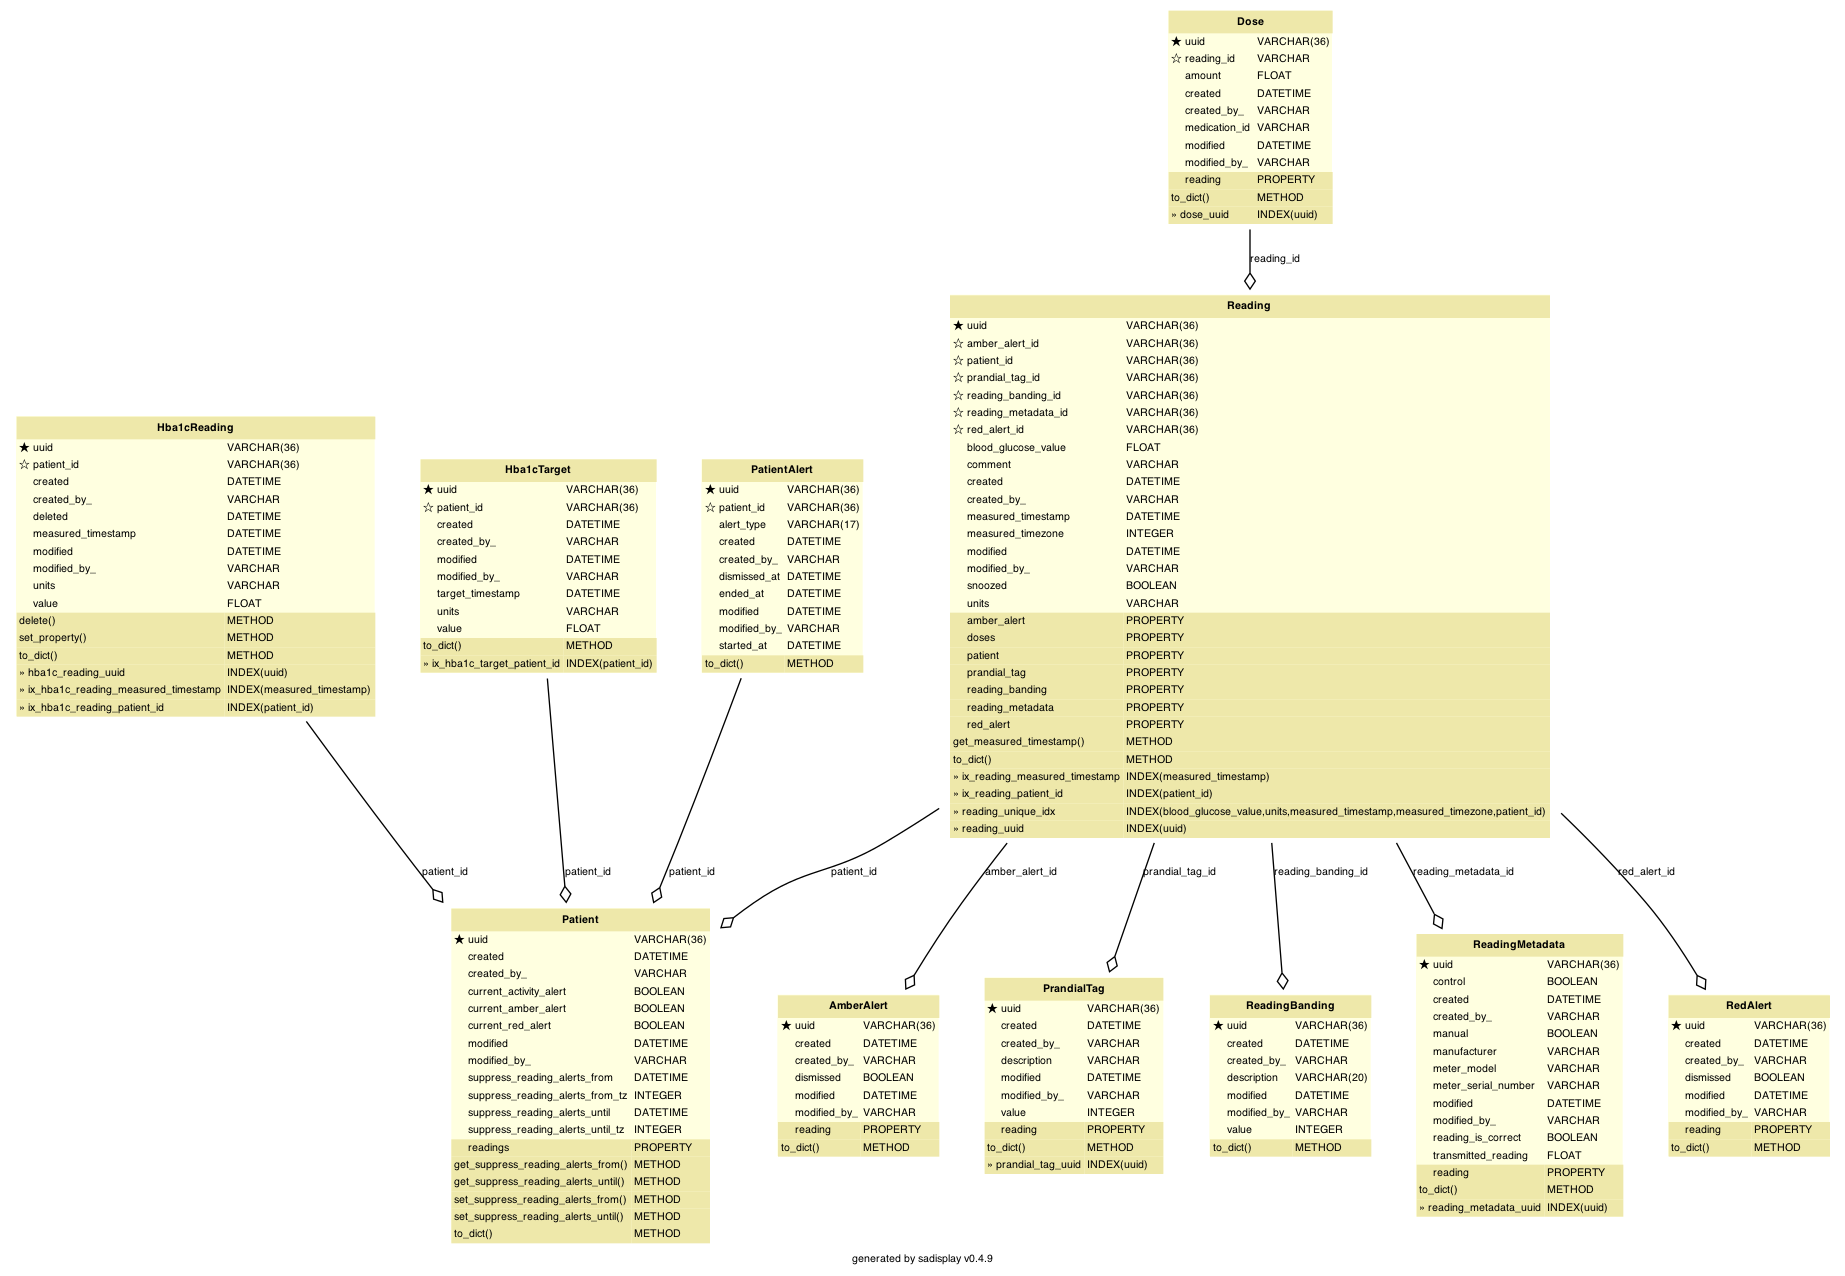 Dose
★ uuid VARCHAR(36)
☆ reading_id VARCHAR
amount FLOAT
created DATETIME
created_by_ VARCHAR
medication_id VARCHAR
modified DATETIME
modified_by_ VARCHAR
reading PROPERTY
to_dict() METHOD
» dose_uuid INDEX(uuid)
reading_id
Reading
★ uuid VARCHAR(36)
☆ amber_alert_id VARCHAR(36)
☆ patient_id VARCHAR(36)
☆ prandial_tag_id VARCHAR(36)
☆ reading_banding_id VARCHAR(36)
☆ reading_metadata_id VARCHAR(36)
☆ red_alert_id VARCHAR(36)
blood_glucose_value FLOAT
comment VARCHAR
created DATETIME
created_by_ VARCHAR
measured_timestamp DATETIME
measured_timezone INTEGER
modified DATETIME
modified_by_ VARCHAR
snoozed BOOLEAN
units VARCHAR
amber_alert PROPERTY
doses PROPERTY
patient PROPERTY
prandial_tag PROPERTY
reading_banding PROPERTY
reading_metadata PROPERTY
red_alert PROPERTY
get_measured_timestamp() METHOD
to_dict() METHOD
» ix_reading_measured_timestamp INDEX(measured_timestamp)
» ix_reading_patient_id INDEX(patient_id)
» reading_unique_idx INDEX(blood_glucose_value,units,measured_timestamp,measured_timezone,patient_id)
» reading_uuid INDEX(uuid)
Hba1cReading
★ uuid VARCHAR(36)
☆ patient_id VARCHAR(36)
created DATETIME
created_by_ VARCHAR
deleted DATETIME
measured_timestamp DATETIME
modified DATETIME
modified_by_ VARCHAR
units VARCHAR
value FLOAT
delete() METHOD
set_property() METHOD
to_dict() METHOD
» hba1c_reading_uuid INDEX(uuid)
» ix_hba1c_reading_measured_timestamp INDEX(measured_timestamp)
» ix_hba1c_reading_patient_id INDEX(patient_id)
Hba1cTarget
★ uuid VARCHAR(36)
☆ patient_id VARCHAR(36)
created DATETIME
created_by_ VARCHAR
modified DATETIME
modified_by_ VARCHAR
target_timestamp DATETIME
units VARCHAR
value FLOAT
to_dict() METHOD
» ix_hba1c_target_patient_id INDEX(patient_id)
PatientAlert
★ uuid VARCHAR(36)
☆ patient_id VARCHAR(36)
alert_type VARCHAR(17)
created DATETIME
created_by_ VARCHAR
dismissed_at DATETIME
ended_at DATETIME
modified DATETIME
modified_by_ VARCHAR
started_at DATETIME
to_dict() METHOD
patient_id
patient_id
patient_id
patient_id
amber_alert_id
prandial_tag_id
reading_banding_id
reading_metadata_id
red_alert_id
Patient
★ uuid VARCHAR(36)
created DATETIME
created_by_ VARCHAR
current_activity_alert BOOLEAN
current_amber_alert BOOLEAN
current_red_alert BOOLEAN
modified DATETIME
modified_by_ VARCHAR
suppress_reading_alerts_from DATETIME
suppress_reading_alerts_from_tz INTEGER
suppress_reading_alerts_until DATETIME
suppress_reading_alerts_until_tz INTEGER
readings PROPERTY
get_suppress_reading_alerts_from() METHOD
get_suppress_reading_alerts_until() METHOD
set_suppress_reading_alerts_from() METHOD
set_suppress_reading_alerts_until() METHOD
to_dict() METHOD
AmberAlert
★ uuid VARCHAR(36)
created DATETIME
created_by_ VARCHAR
dismissed BOOLEAN
modified DATETIME
modified_by_ VARCHAR
reading PROPERTY
to_dict() METHOD
PrandialTag
★ uuid VARCHAR(36)
created DATETIME
created_by_ VARCHAR
description VARCHAR
modified DATETIME
modified_by_ VARCHAR
value INTEGER
reading PROPERTY
to_dict() METHOD
» prandial_tag_uuid INDEX(uuid)
ReadingBanding
★ uuid VARCHAR(36)
created DATETIME
created_by_ VARCHAR
description VARCHAR(20)
modified DATETIME
modified_by_ VARCHAR
value INTEGER
to_dict() METHOD
ReadingMetadata
★ uuid VARCHAR(36)
control BOOLEAN
created DATETIME
created_by_ VARCHAR
manual BOOLEAN
manufacturer VARCHAR
meter_model VARCHAR
meter_serial_number VARCHAR
modified DATETIME
modified_by_ VARCHAR
reading_is_correct BOOLEAN
transmitted_reading FLOAT
reading PROPERTY
to_dict() METHOD
» reading_metadata_uuid INDEX(uuid)
RedAlert
★ uuid VARCHAR(36)
created DATETIME
created_by_ VARCHAR
dismissed BOOLEAN
modified DATETIME
modified_by_ VARCHAR
reading PROPERTY
to_dict() METHOD
generated by sadisplay v0.4.9